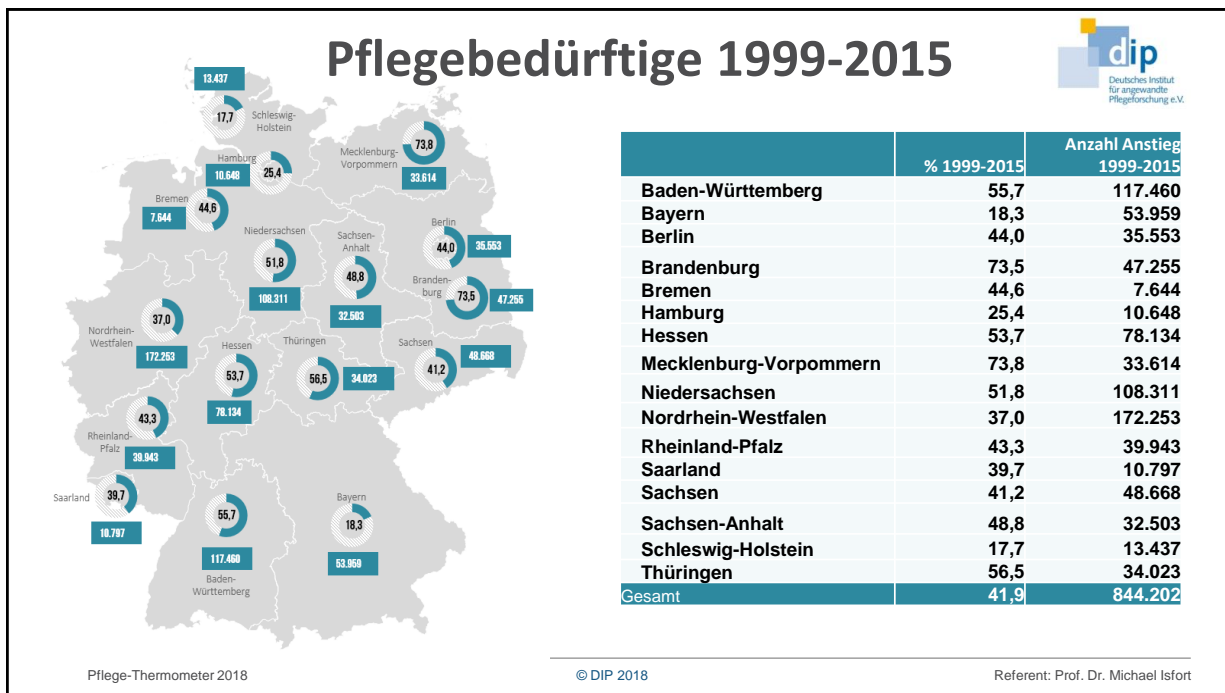 Pflegebedürftige 1999-2015
dip
Deutsches Institut
für angewandte
Pflegeforschung e.V.
13.437
17,7
Schleswig-
Holstein
Hamburg
10.648
25,4
Mecklenburg-
Vorpommern
73,8
33.614
Bremen
7.644
44,6
Niedersachsen
51,8
108.311
Sachsen-
Anhalt
48,8
32.503
Berlin
44,0
35.553
Branden-
burg
73,5
47.255
Nordrhein-
Westfalen
37,0
172.253
Hessen
53,7
78.134
Thüringen
56,5
34.023
Sachsen
41,2
48.668
Rheinland-
Pfalz
43,3
39.943
Saarland
39,7
10.797
55,7
117.460
Baden-
Württemberg
Bayern
18,3
53.959
% 1999-2015 Anzahl Anstieg
1999-2015
Baden-Württemberg 55,7 117.460
Bayern 18,3 53.959
Berlin 44,0 35.553
Brandenburg 73,5 47.255
Bremen 44,6 7.644
Hamburg 25,4 10.648
Hessen 53,7 78.134
Mecklenburg-Vorpommern 73,8 33.614
Niedersachsen 51,8 108.311
Nordrhein-Westfalen 37,0 172.253
Rheinland-Pfalz 43,3 39.943
Saarland 39,7 10.797
Sachsen 41,2 48.668
Sachsen-Anhalt 48,8 32.503
Schleswig-Holstein 17,7 13.437
Thüringen 56,5 34.023
Gesamt 41,9 844.202
Pflege-Thermometer 2018
© DIP 2018
Referent: Prof. Dr. Michael Isfort